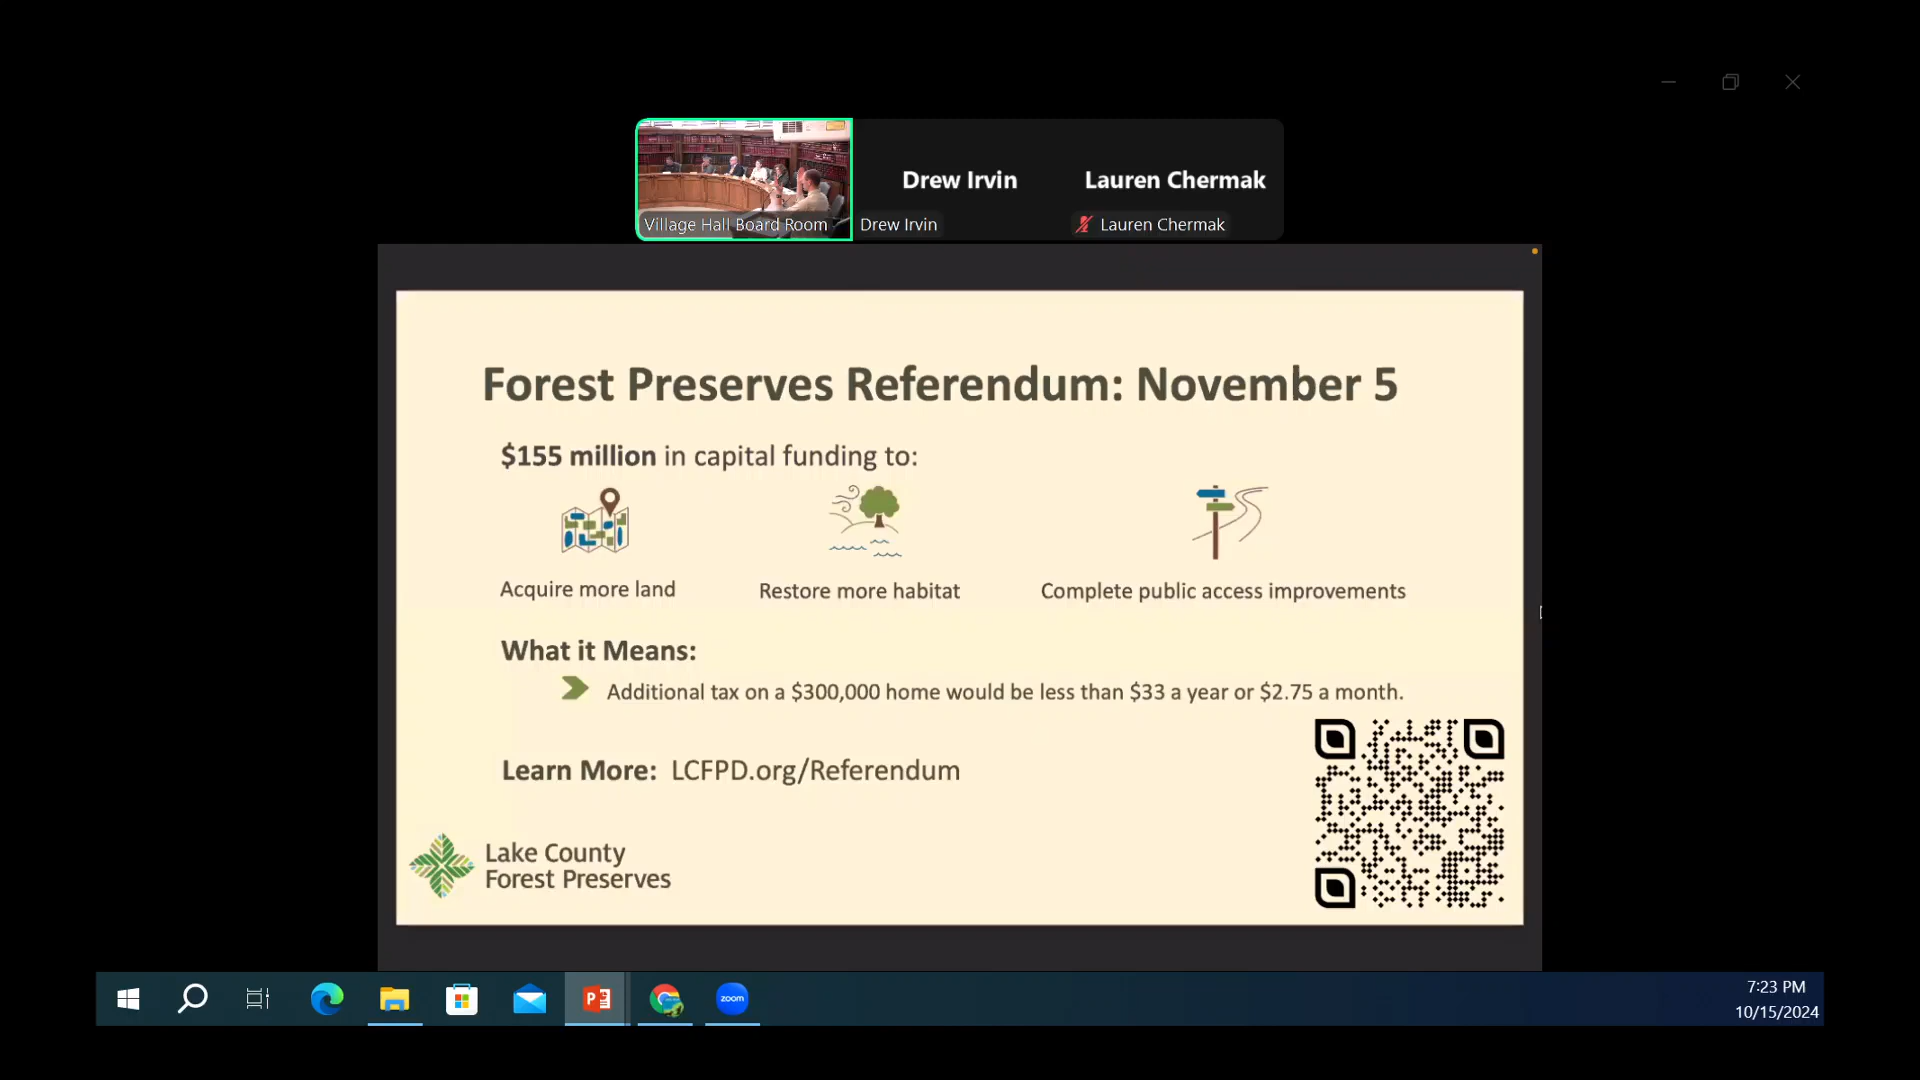 Drew Irvin
Lauren Chermak
Village Hall Board Room
Drew Irvin
Lauren Chermak
Forest Preserves Referendum: November 5
$155 million in capital funding to:
Acquire more land
Restore more habitat
Complete public access improvements
What it Means:
Additional tax on a $300,000 home would be less than $33 a year or $2.75 a month.
Learn More: LCFPD.org/Referendum
Lake County
Forest Preserves
zoom
7:23 PM
10/15/2024